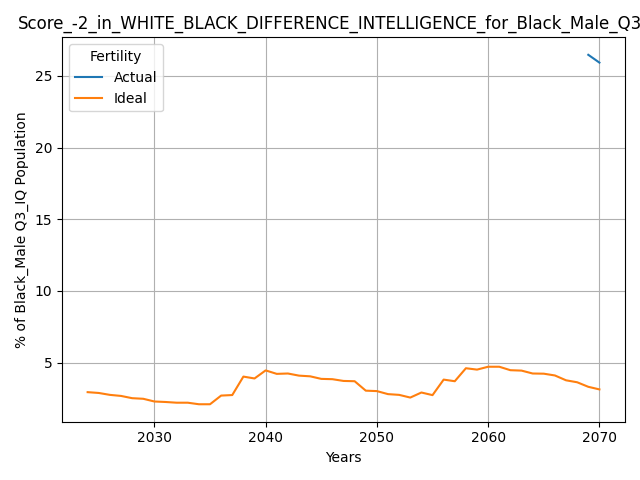 Score_-2_in_WHITE_BLACK_DIFFERENCE_INTELLIGENCE_for_Black_Male_Q3
Fertility
Actual
Ideal
% of Black_Male Q3_IQ Population
25
20
15
10
5
2030 2040 2050 2060 2070
Years